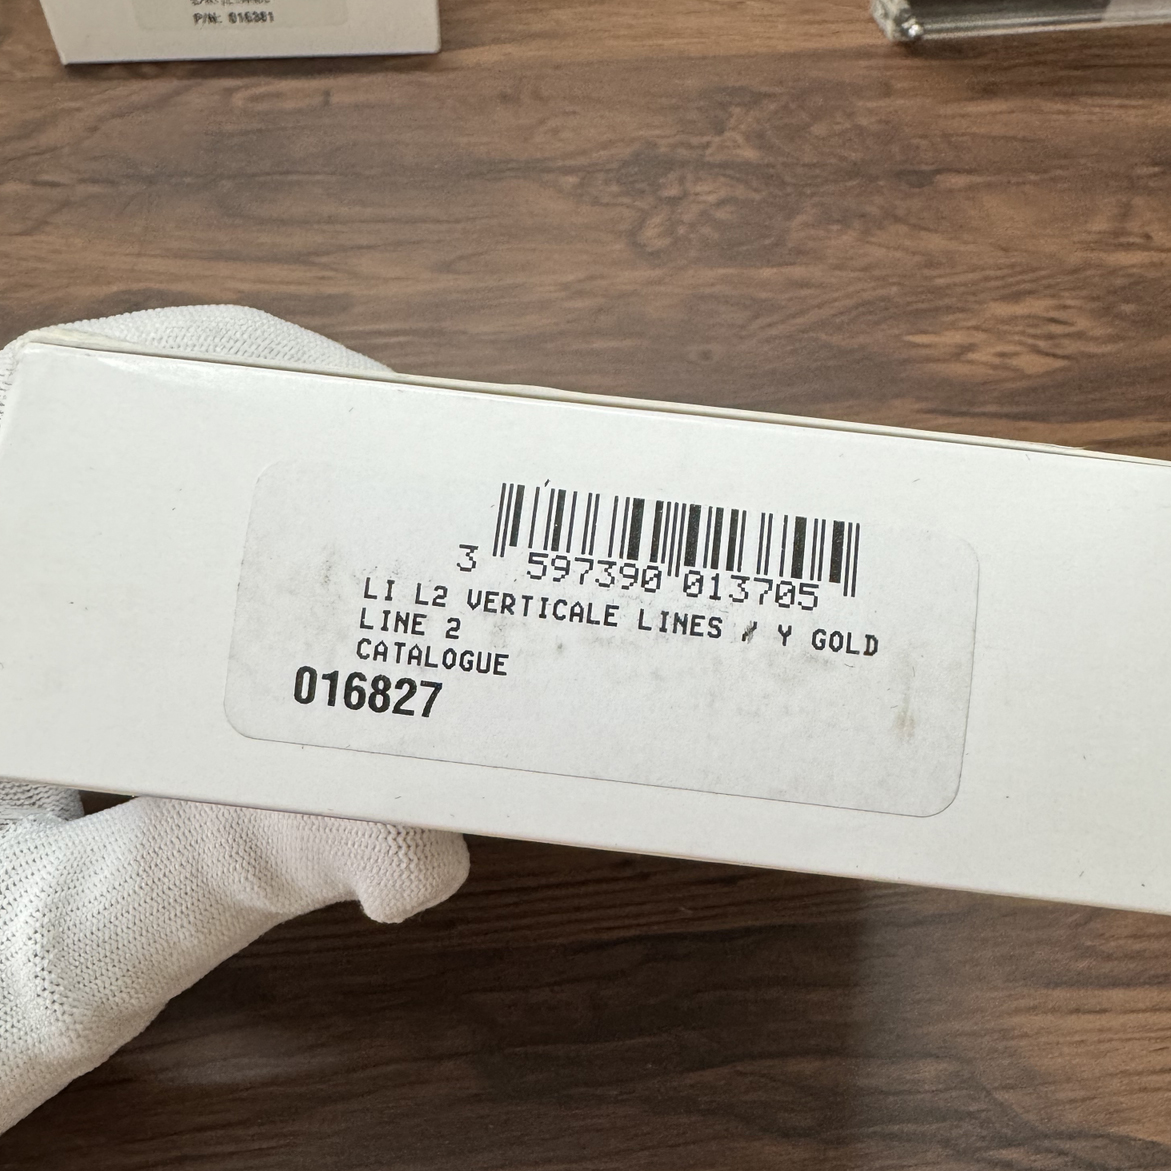 P/N: 016381
3 597390 013705
LI L2 VERTICALE LINES / Y GOLD
LINE 2
CATALOGUE
016827